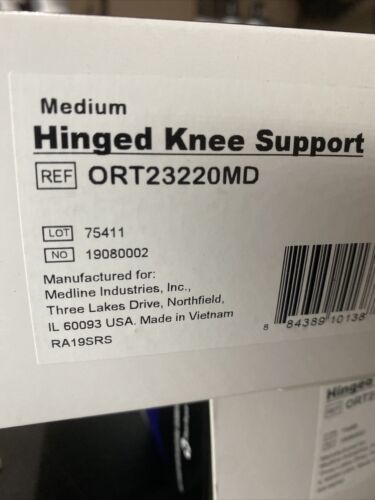 Medium
Hinged Knee Support
REF ORT23220MD
LOT 75411
NO 19080002
Manufactured for:
Medline Industries, Inc.,
Three Lakes Drive, Northfield,
IL 60093 USA. Made in Vietnam
RA19SRS
8 84389 10138
Hinged